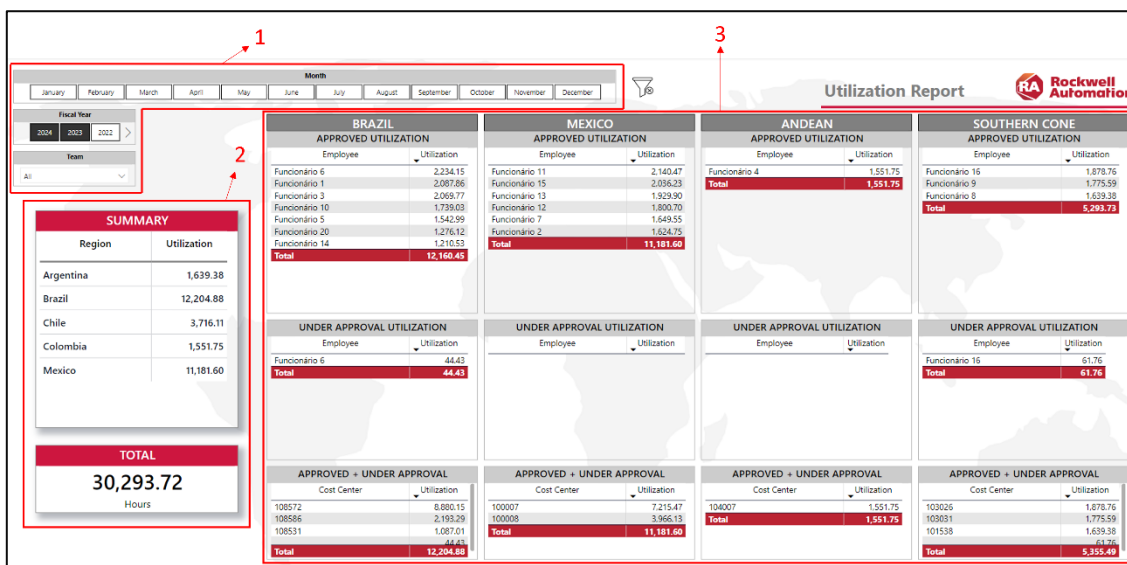 1
3
Month
January February March April May June July August September October November December
Utilization Report
RA Rockwell Automation
Fiscal Year
2024 2023 2022
Team
All
2
SUMMARY
Region Utilization
Argentina 1,639.38
Brazil 12,204.88
Chile 3,716.11
Colombia 1,551.75
Mexico 11,181.60
TOTAL
30,293.72
Hours
BRAZIL
APPROVED UTILIZATION
Employee Utilization
Funcionário 6 2,234.15
Funcionário 1 2,087.86
Funcionário 3 2,069.77
Funcionário 10 1,739.03
Funcionário 5 1,542.99
Funcionário 20 1,276.12
Funcionário 14 1,210.53
Total 12,160.45
UNDER APPROVAL UTILIZATION
Employee Utilization
Funcionário 6 44.43
Total 44.43
APPROVED + UNDER APPROVAL
Cost Center Utilization
108572 8,880.15
108586 2,193.29
108531 1,087.01
44.43
Total 12,204.88
MEXICO
APPROVED UTILIZATION
Employee Utilization
Funcionário 11 2,140.47
Funcionário 15 2,036.23
Funcionário 13 1,929.90
Funcionário 12 1,800.70
Funcionário 7 1,649.55
Funcionário 2 1,624.75
Total 11,181.60
UNDER APPROVAL UTILIZATION
Employee Utilization
APPROVED + UNDER APPROVAL
Cost Center Utilization
100007 7,215.47
100008 3,966.13
Total 11,181.60
ANDEAN
APPROVED UTILIZATION
Employee Utilization
Funcionário 4 1,551.75
Total 1,551.75
UNDER APPROVAL UTILIZATION
Employee Utilization
APPROVED + UNDER APPROVAL
Cost Center Utilization
104007 1,551.75
Total 1,551.75
SOUTHERN CONE
APPROVED UTILIZATION
Employee Utilization
Funcionário 16 1,878.76
Funcionário 9 1,775.59
Funcionário 8 1,639.38
Total 5,293.73
UNDER APPROVAL UTILIZATION
Employee Utilization
Funcionário 16 61.76
Total 61.76
APPROVED + UNDER APPROVAL
Cost Center Utilization
103026 1,878.76
103031 1,775.59
101538 1,639.38
61.76
Total 5,355.49